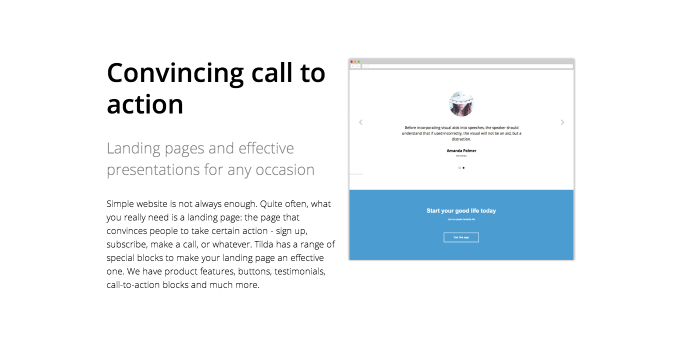 Convincing call to
action
Landing pages and effective
presentations for any occasion
Simple website is not always enough. Quite often, what
you really need is a landing page: the page that
convinces people to take certain action - sign up,
subscribe, make a call, or whatever. Tilda has a range of
special blocks to make your landing page an effective
one. We have product features, buttons, testimonials,
call-to-action blocks and much more.
Before incorporating visual aids into speeches, the speaker should
understand that if used incorrectly, the visual will not be an aid, but a
distraction.
Amanda Palmer
Start your good life today
Get the app